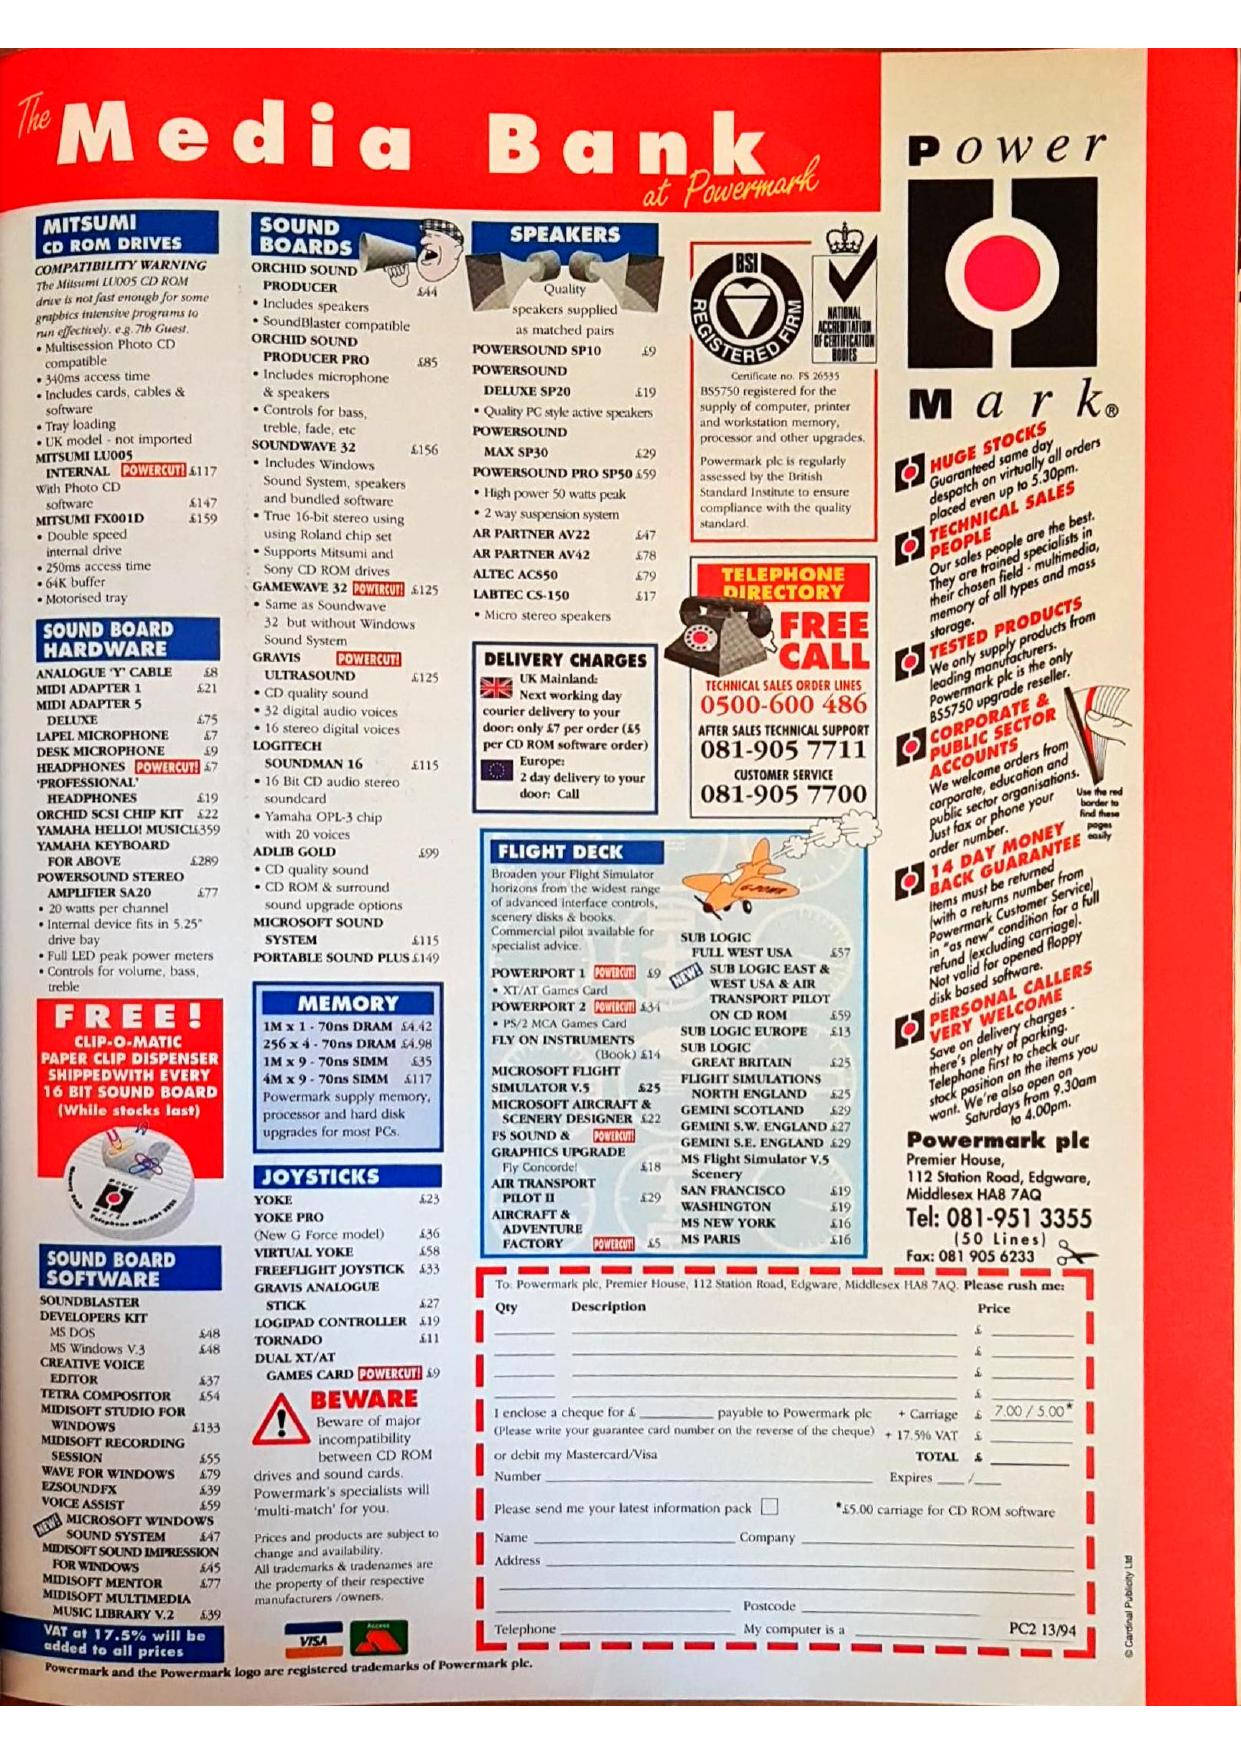 The
Media Bank
at Powermark
MITSUMI
CD ROM DRIVES
COMPATIBILITY WARNING
The Mitsumi LU005 CD ROM
drive is not fast enough for some
graphics intensive programs to
run effectively. e.g. 7th Guest.
• Multisession Photo CD
compatible
• 340ms access time
• Includes cards, cables &
software
• Tray loading
• UK model - not imported
MITSUMI LU005
INTERNAL POWERCUT! £117
With Photo CD
software £147
MITSUMI FX001D £159
• Double speed
internal drive
• 250ms access time
• 64K buffer
• Motorised tray
SOUND BOARD
HARDWARE
ANALOGUE 'Y' CABLE £8
MIDI ADAPTER 1 £21
MIDI ADAPTER 5
DELUXE £75
LAPEL MICROPHONE £7
DESK MICROPHONE £9
HEADPHONES POWERCUT! £7
'PROFESSIONAL'
HEADPHONES £19
ORCHID SCSI CHIP KIT £22
YAMAHA HELLO! MUSIC!£359
YAMAHA KEYBOARD
FOR ABOVE £289
POWERSOUND STEREO
AMPLIFIER SA20 £77
• 20 watts per channel
• Internal device fits in 5.25"
drive bay
• Full LED peak power meters
• Controls for volume, bass,
treble
FREE!
CLIP-O-MATIC
PAPER CLIP DISPENSER
SHIPPEDWITH EVERY
16 BIT SOUND BOARD
(While stocks last)
SOUND BOARD
SOFTWARE
SOUNDBLASTER
DEVELOPERS KIT
MS DOS £48
MS Windows V.3 £48
CREATIVE VOICE
EDITOR £37
TETRA COMPOSITOR £54
MIDISOFT STUDIO FOR
WINDOWS £133
MIDISOFT RECORDING
SESSION £55
WAVE FOR WINDOWS £79
EZSOUNDFX £39
VOICE ASSIST £59
NEW! MICROSOFT WINDOWS
SOUND SYSTEM £47
MIDISOFT SOUND IMPRESSION
FOR WINDOWS £45
MIDISOFT MENTOR £77
MIDISOFT MULTIMEDIA
MUSIC LIBRARY V.2 £39
VAT at 17.5% will be
added to all prices
Powermark and the Powermark logo are registered trademarks of Powermark plc.
SOUND
BOARDS
ORCHID SOUND
PRODUCER £44
• Includes speakers
• SoundBlaster compatible
ORCHID SOUND
PRODUCER PRO £85
• Includes microphone
& speakers
• Controls for bass,
treble, fade, etc
SOUNDWAVE 32 £156
• Includes Windows
Sound System, speakers
and bundled software
• True 16-bit stereo using
using Roland chip set
• Supports Mitsumi and
Sony CD ROM drives
GAMEWAVE 32 POWERCUT! £125
• Same as Soundwave
32 but without Windows
Sound System
GRAVIS POWERCUT!
ULTRASOUND £125
• CD quality sound
• 32 digital audio voices
• 16 stereo digital voices
LOGITECH
SOUNDMAN 16 £115
• 16 Bit CD audio stereo
soundcard
• Yamaha OPL-3 chip
with 20 voices
ADLIB GOLD £99
• CD quality sound
• CD ROM & surround
sound upgrade options
MICROSOFT SOUND
SYSTEM £115
PORTABLE SOUND PLUS £149
MEMORY
1M x 1 - 70ns DRAM £4.42
256 x 4 - 70ns DRAM £4.98
1M x 9 - 70ns SIMM £35
4M x 9 - 70ns SIMM £117
Powermark supply memory,
processor and hard disk
upgrades for most PCs.
JOYSTICKS
YOKE £23
YOKE PRO
(New G Force model) £36
VIRTUAL YOKE £58
FREEFLIGHT JOYSTICK £33
GRAVIS ANALOGUE
STICK £27
LOGIPAD CONTROLLER £19
TORNADO £11
DUAL XT/AT
GAMES CARD POWERCUT! £9
BEWARE
Beware of major
incompatibility
between CD ROM
drives and sound cards.
Powermark's specialists will
'multi-match' for you.
Prices and products are subject to
change and availability.
All trademarks & tradenames are
the property of their respective
manufacturers /owners.
VISA
ACCESS
SPEAKERS
Quality
speakers supplied
as matched pairs
POWERSOUND SP10 £9
POWERSOUND
DELUXE SP20 £19
• Quality PC style active speakers
POWERSOUND
MAX SP30 £29
POWERSOUND PRO SP50 £59
• High power 50 watts peak
• 2 way suspension system
AR PARTNER AV22 £47
AR PARTNER AV42 £78
ALTEC ACS50 £79
LABTEC CS-150 £17
• Micro stereo speakers
DELIVERY CHARGES
UK Mainland:
Next working day
courier delivery to your
door: only £7 per order (£5
per CD ROM software order)
Europe:
2 day delivery to your
door: Call
BSI
REGISTERED FIRM
NATIONAL
ACCREDITATION
OF CERTIFICATION
BODIES
Certificate no. FS 26535
BS5750 registered for the
supply of computer, printer
and workstation memory,
processor and other upgrades.
Powermark plc is regularly
assessed by the British
Standard Institute to ensure
compliance with the quality
standard.
TELEPHONE
DIRECTORY
FREE
CALL
TECHNICAL SALES ORDER LINES
0500-600 486
AFTER SALES TECHNICAL SUPPORT
081-905 7711
CUSTOMER SERVICE
081-905 7700
FLIGHT DECK
Broaden your Flight Simulator
horizons from the widest range
of advanced interface controls,
scenery disks & books.
Commercial pilot available for
specialist advice.
POWERPORT 1 POWERCUT! £9
• XT/AT Games Card
POWERPORT 2 POWERCUT! £34
• PS/2 MCA Games Card
FLY ON INSTRUMENTS
(Book) £14
MICROSOFT FLIGHT
SIMULATOR V.5 £25
MICROSOFT AIRCRAFT &
SCENERY DESIGNER £22
FS SOUND & POWERCUT!
GRAPHICS UPGRADE
Fly Concorde! £18
AIR TRANSPORT
PILOT II £29
AIRCRAFT &
ADVENTURE
FACTORY POWERCUT! £5
G-POWR
SUB LOGIC
FULL WEST USA £57
NEW! SUB LOGIC EAST &
WEST USA & AIR
TRANSPORT PILOT
ON CD ROM £59
SUB LOGIC EUROPE £13
SUB LOGIC
GREAT BRITAIN £25
FLIGHT SIMULATIONS
NORTH ENGLAND £25
GEMINI SCOTLAND £29
GEMINI S.W. ENGLAND £27
GEMINI S.E. ENGLAND £29
MS Flight Simulator V.5
Scenery
SAN FRANCISCO £19
WASHINGTON £19
MS NEW YORK £16
MS PARIS £16
Power
Mark®
HUGE STOCKS
Guaranteed same day
despatch on virtually all orders
placed even up to 5.30pm.
TECHNICAL SALES
PEOPLE
Our sales people are the best.
They are trained specialists in
their chosen field - multimedia,
memory of all types and mass
storage.
TESTED PRODUCTS
We only supply products from
leading manufacturers.
Powermark plc is the only
BS5750 upgrade reseller.
CORPORATE &
PUBLIC SECTOR
ACCOUNTS
We welcome orders from
corporate, education and
public sector organisations.
Just fax or phone your
order number.
Use the red
border to
find these
pages
easily
14 DAY MONEY
BACK GUARANTEE
Items must be returned
(with a returns number from
Powermark Customer Service)
in "as new" condition for a full
refund (excluding carriage).
Not valid for opened floppy
disk based software.
PERSONAL CALLERS
VERY WELCOME
Save on delivery charges -
there's plenty of parking.
Telephone first to check our
stock position on the items you
want. We're also open on
Saturdays from 9.30am
to 4.00pm.
Powermark plc
Premier House,
112 Station Road, Edgware,
Middlesex HA8 7AQ
Tel: 081-951 3355
(50 Lines)
Fax: 081 905 6233
To: Powermark plc, Premier House, 112 Station Road, Edgware, Middlesex HA8 7AQ. Please rush me:
Qty Description Price
£
£
£
£
I enclose a cheque for £ payable to Powermark plc + Carriage £ 7.00 / 5.00*
(Please write your guarantee card number on the reverse of the cheque) + 17.5% VAT £
or debit my Mastercard/Visa TOTAL £
Number Expires /
Please send me your latest information pack *£5.00 carriage for CD ROM software
Name Company
Address
Postcode
Telephone My computer is a PC2 13/94
© Cardinal Publicity Ltd